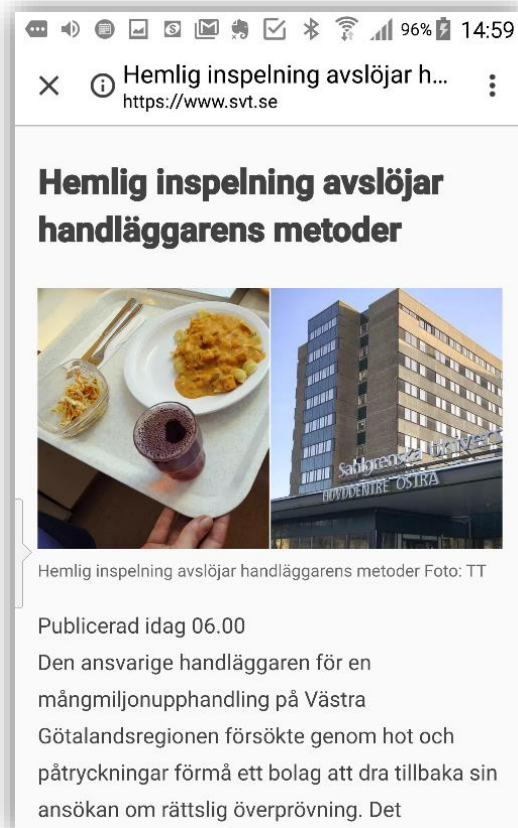 96% 14:59
Hemlig inspelning avslöjar h...
https://www.svt.se
Hemlig inspelning avslöjar
handläggarens metoder
Sahlgrenska Univers
HUVUDENTRE ÖSTRA
Hemlig inspelning avslöjar handläggarens metoder Foto: TT
Publicerad idag 06.00
Den ansvarige handläggaren för en
mångmiljonupphandling på Västra
Götalandsregionen försökte genom hot och
påtryckningar förmå ett bolag att dra tillbaka sin
ansökan om rättslig överprövning. Det